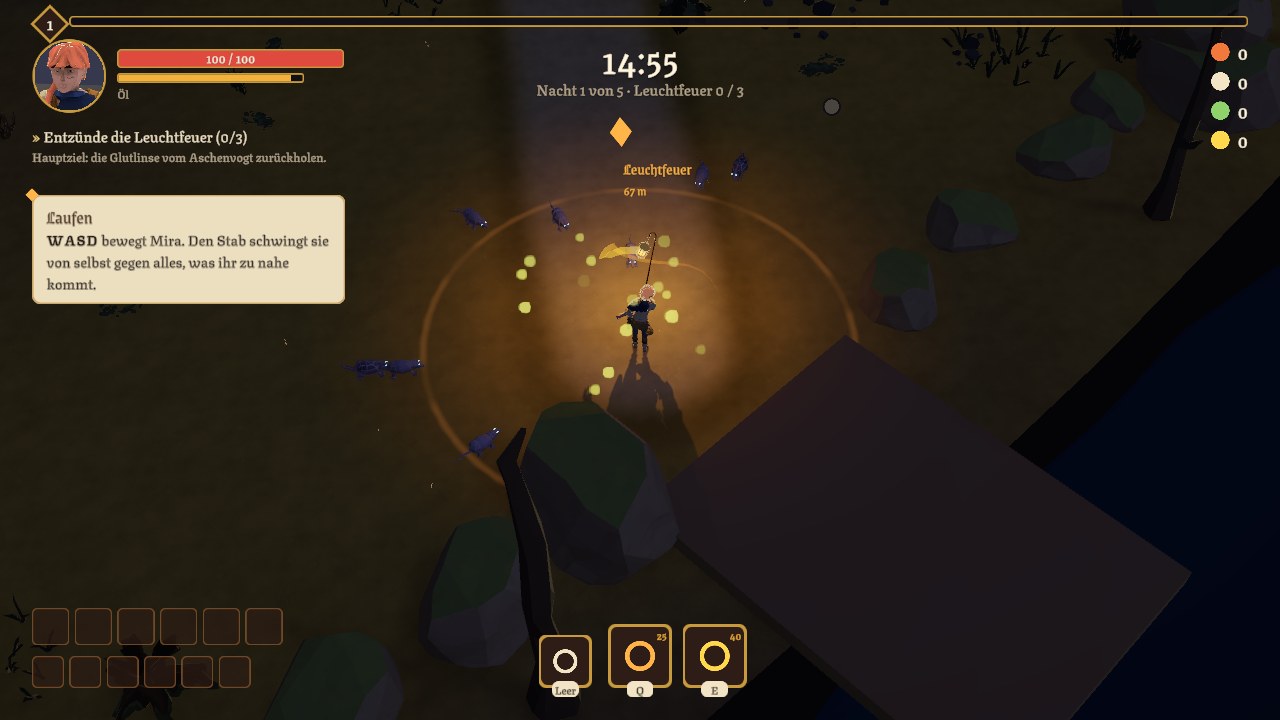 1
100 / 100
Öl
14:55
Nacht 1 von 5 · Leuchtfeuer 0 / 3
0
0
0
0
» Entzünde die Leuchtfeuer (0/3)
Hauptziel: die Glutlinse vom Aschenvogt zurückholen.
Leuchtfeuer
67 m
Laufen
WASD bewegt Mira. Den Stab schwingt sie
von selbst gegen alles, was ihr zu nahe
kommt.
25
40
Leer
Q
E